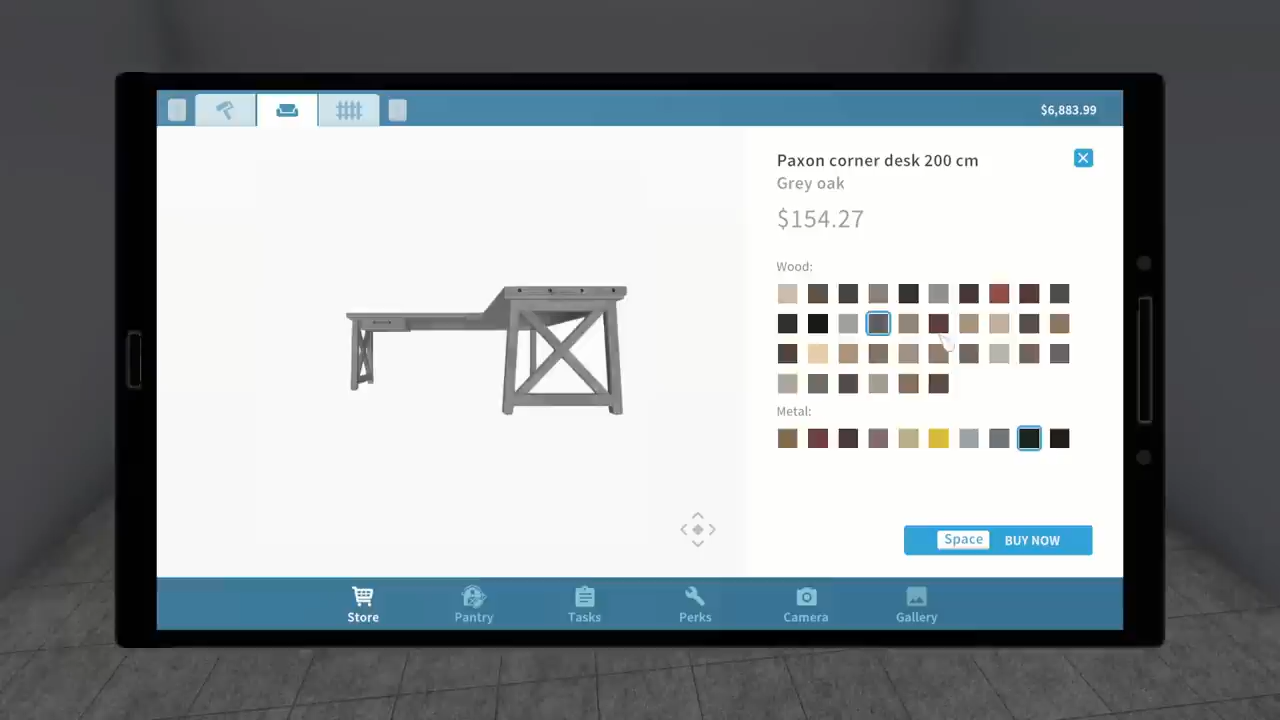 $6,883.99
Paxon corner desk 200 cm
Grey oak
$154.27
Wood:
Metal:
Space BUY NOW
Store Pantry Tasks Perks Camera Gallery